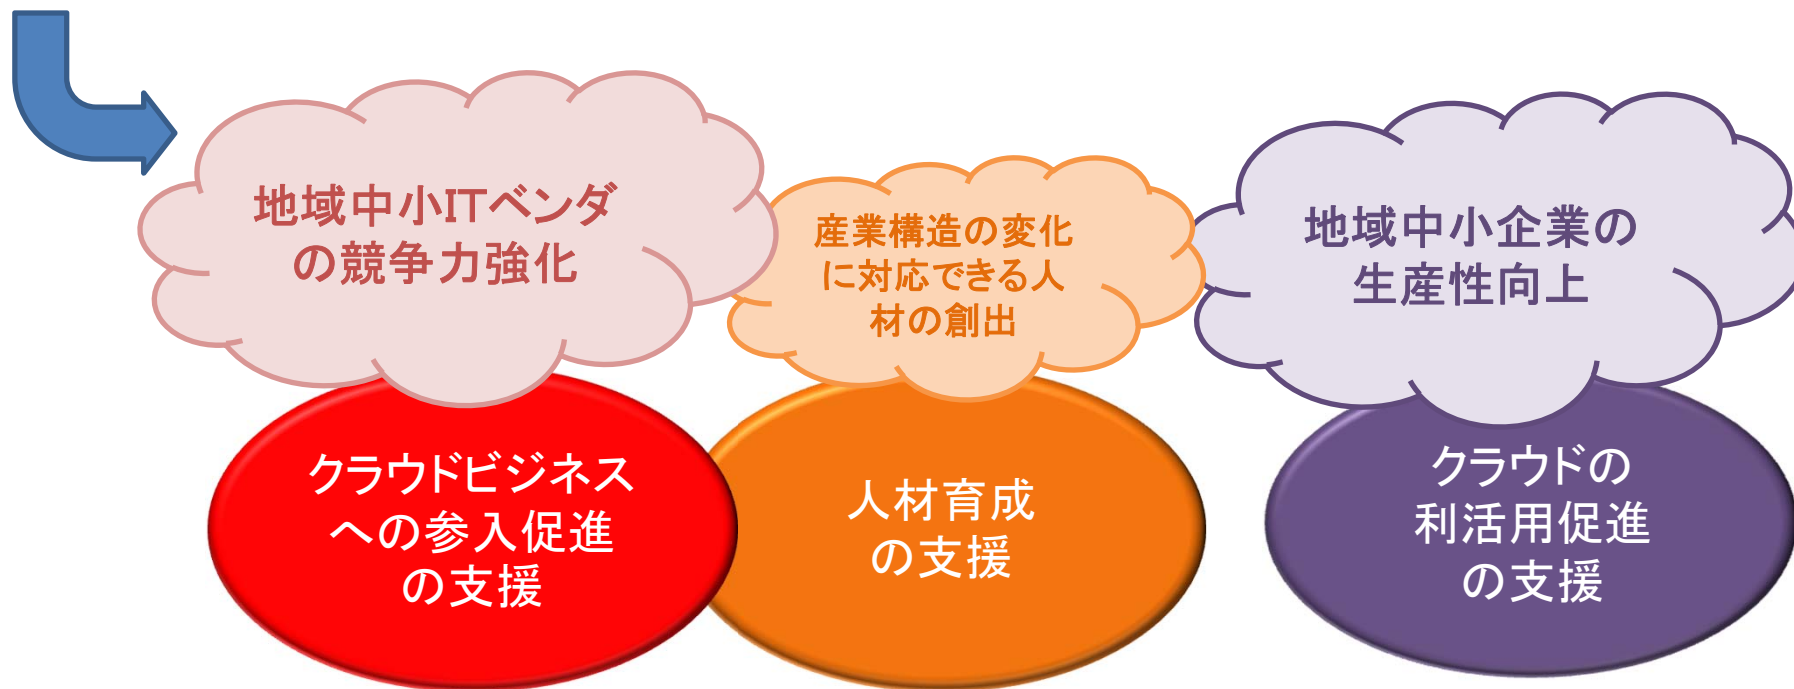 地域中小ITベンダ
の競争力強化
産業構造の変化
に対応できる人
材の創出
地域中小企業の
生産性向上
クラウドビジネス
への参入促進
の支援
人材育成
の支援
クラウドの
利活用促進
の支援